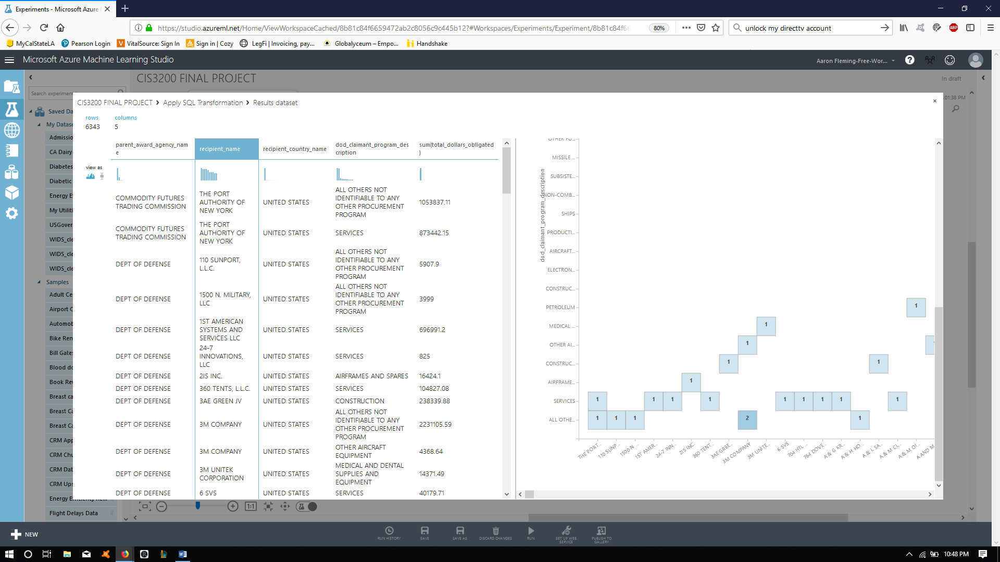 Experiments - Microsoft Azure
https://studio.azureml.net/Home/ViewWorkspaceCached/8b81c84f6659472ab2c8056c9c445b12?#Workspaces/Experiments/Experiment/8b81c84f66
80%
unlock my directtv account
ABP
MyCalStateLA
Pearson Login
VitalSource: Sign In
Sign in | Cozy
LegFi | Invoicing, pay...
Globalyceum – Empo...
Handshake
Microsoft Azure Machine Learning Studio
Aaron Fleming-Free-Wor...
CIS3200 FINAL PROJECT
In draft
Search experiment
:01:38 PM
Saved Da
My Datase
Admissio
CA Dairy
Diabetes
Diabetic
Energy Ef
My Utiliti
USGover
WIDS_cle
WIDS_cle
WIDS_cle
Samples
Adult Ce
Airport C
Automob
Bike Ren
Bill Gates
Blood do
Book Rev
Breast ca
Breast Ca
Breast Ca
CRM App
CRM Chu
CRM Dat
CRM Ups
Energy Efficiency
Flight Delays Data
CIS3200 FINAL PROJECT › Apply SQL Transformation › Results dataset
rows
columns
6343
5
parent_award_agency_nam
e
recipient_name
recipient_country_name
dod_claimant_program_des
cription
sum(total_dollars_obligated
)
view as
COMMODITY FUTURES
TRADING COMMISSION
THE PORT
AUTHORITY OF
NEW YORK
UNITED STATES
ALL OTHERS NOT
IDENTIFIABLE TO ANY
OTHER PROCUREMENT
PROGRAM
1053837.11
COMMODITY FUTURES
TRADING COMMISSION
THE PORT
AUTHORITY OF
NEW YORK
UNITED STATES
SERVICES
873442.15
DEPT OF DEFENSE
110 SUNPORT,
L.L.C.
UNITED STATES
ALL OTHERS NOT
IDENTIFIABLE TO ANY
OTHER PROCUREMENT
PROGRAM
5907.9
DEPT OF DEFENSE
1500 N. MILITARY,
LLC
UNITED STATES
ALL OTHERS NOT
IDENTIFIABLE TO ANY
OTHER PROCUREMENT
PROGRAM
3999
DEPT OF DEFENSE
1ST AMERICAN
SYSTEMS AND
SERVICES LLC
UNITED STATES
SERVICES
696991.2
DEPT OF DEFENSE
24-7
INNOVATIONS,
LLC
UNITED STATES
SERVICES
825
DEPT OF DEFENSE
2IS INC.
UNITED STATES
AIRFRAMES AND SPARES
16424.1
DEPT OF DEFENSE
360 TENTS, L.L.C.
UNITED STATES
SERVICES
104827.08
DEPT OF DEFENSE
3AE GREEN JV
UNITED STATES
CONSTRUCTION
238339.88
DEPT OF DEFENSE
3M COMPANY
UNITED STATES
ALL OTHERS NOT
IDENTIFIABLE TO ANY
OTHER PROCUREMENT
PROGRAM
2231105.59
DEPT OF DEFENSE
3M COMPANY
UNITED STATES
OTHER AIRCRAFT
EQUIPMENT
4368.64
DEPT OF DEFENSE
3M UNITEK
CORPORATION
UNITED STATES
MEDICAL AND DENTAL
SUPPLIES AND
EQUIPMENT
14371.49
DEPT OF DEFENSE
6 SVS
UNITED STATES
SERVICES
40179.71
dod_claimant_program_description
OTHER FU...
MISSILE ...
SUBSISTE...
NON-COMB...
SHIPS
PRODUCTI...
AIRCRAFT...
ELECTRON...
CONSTRUC...
PETROLEUM
1
MEDICAL ...
1
OTHER AI...
1
CONSTRUC...
1 1
AIRFRAME...
1
SERVICES
1 1 1 1 1 1 1 1 1
ALL OTHE...
1 1 1 2 1
THE PORT...
110 SUNP...
1500 N. ...
1ST AMER...
24-7 INN...
2IS INC.
360 TENT...
3AE GREE...
3M COMPANY
3M UNITE...
6 SVS
704 HTL ...
764 DOVE...
A & G KR...
A & H HO...
A & L SA...
A & M CL...
A & M OI...
A AND M
1:1
NEW
RUN HISTORY
SAVE
SAVE AS
DISCARD CHANGES
RUN
SET UP WEB
SERVICE
PUBLISH TO
GALLERY
10:48 PM